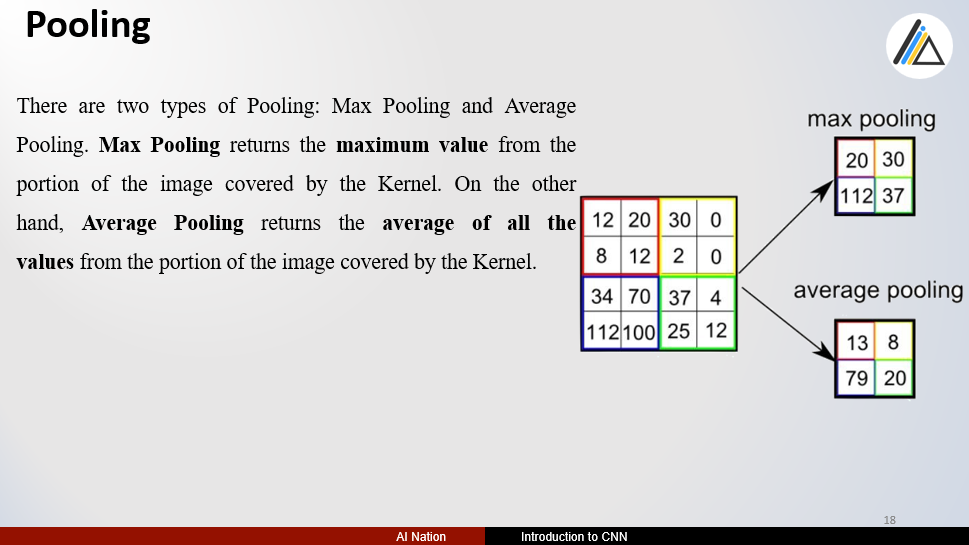 Pooling
There are two types of Pooling: Max Pooling and Average
Pooling. Max Pooling returns the maximum value from the
portion of the image covered by the Kernel. On the other
hand, Average Pooling returns the average of all the
values from the portion of the image covered by the Kernel.
12 20 30 0
8 12 2 0
34 70 37 4
112 100 25 12
max pooling
20 30
112 37
average pooling
13 8
79 20
18
AI Nation
Introduction to CNN